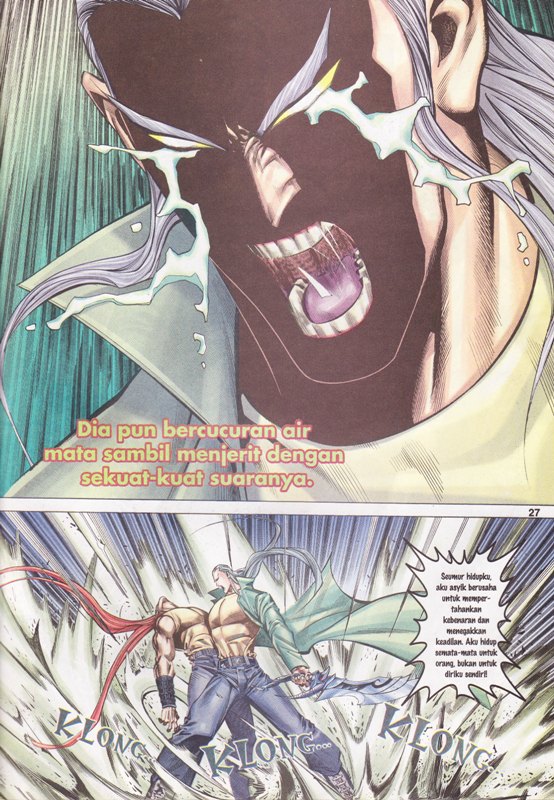 Dia pun bercucuran air
mata sambil menjerit dengan
sekuat-kuat suaranya.
27
Seumur hidupku,
aku asyik berusaha
untuk memper-
tahankan
kebenaran dan
menegakkan
keadilan. Aku hidup
semata-mata untuk
orang, bukan untuk
diriku sendiri!
KLONG
KLONG...
KLONG